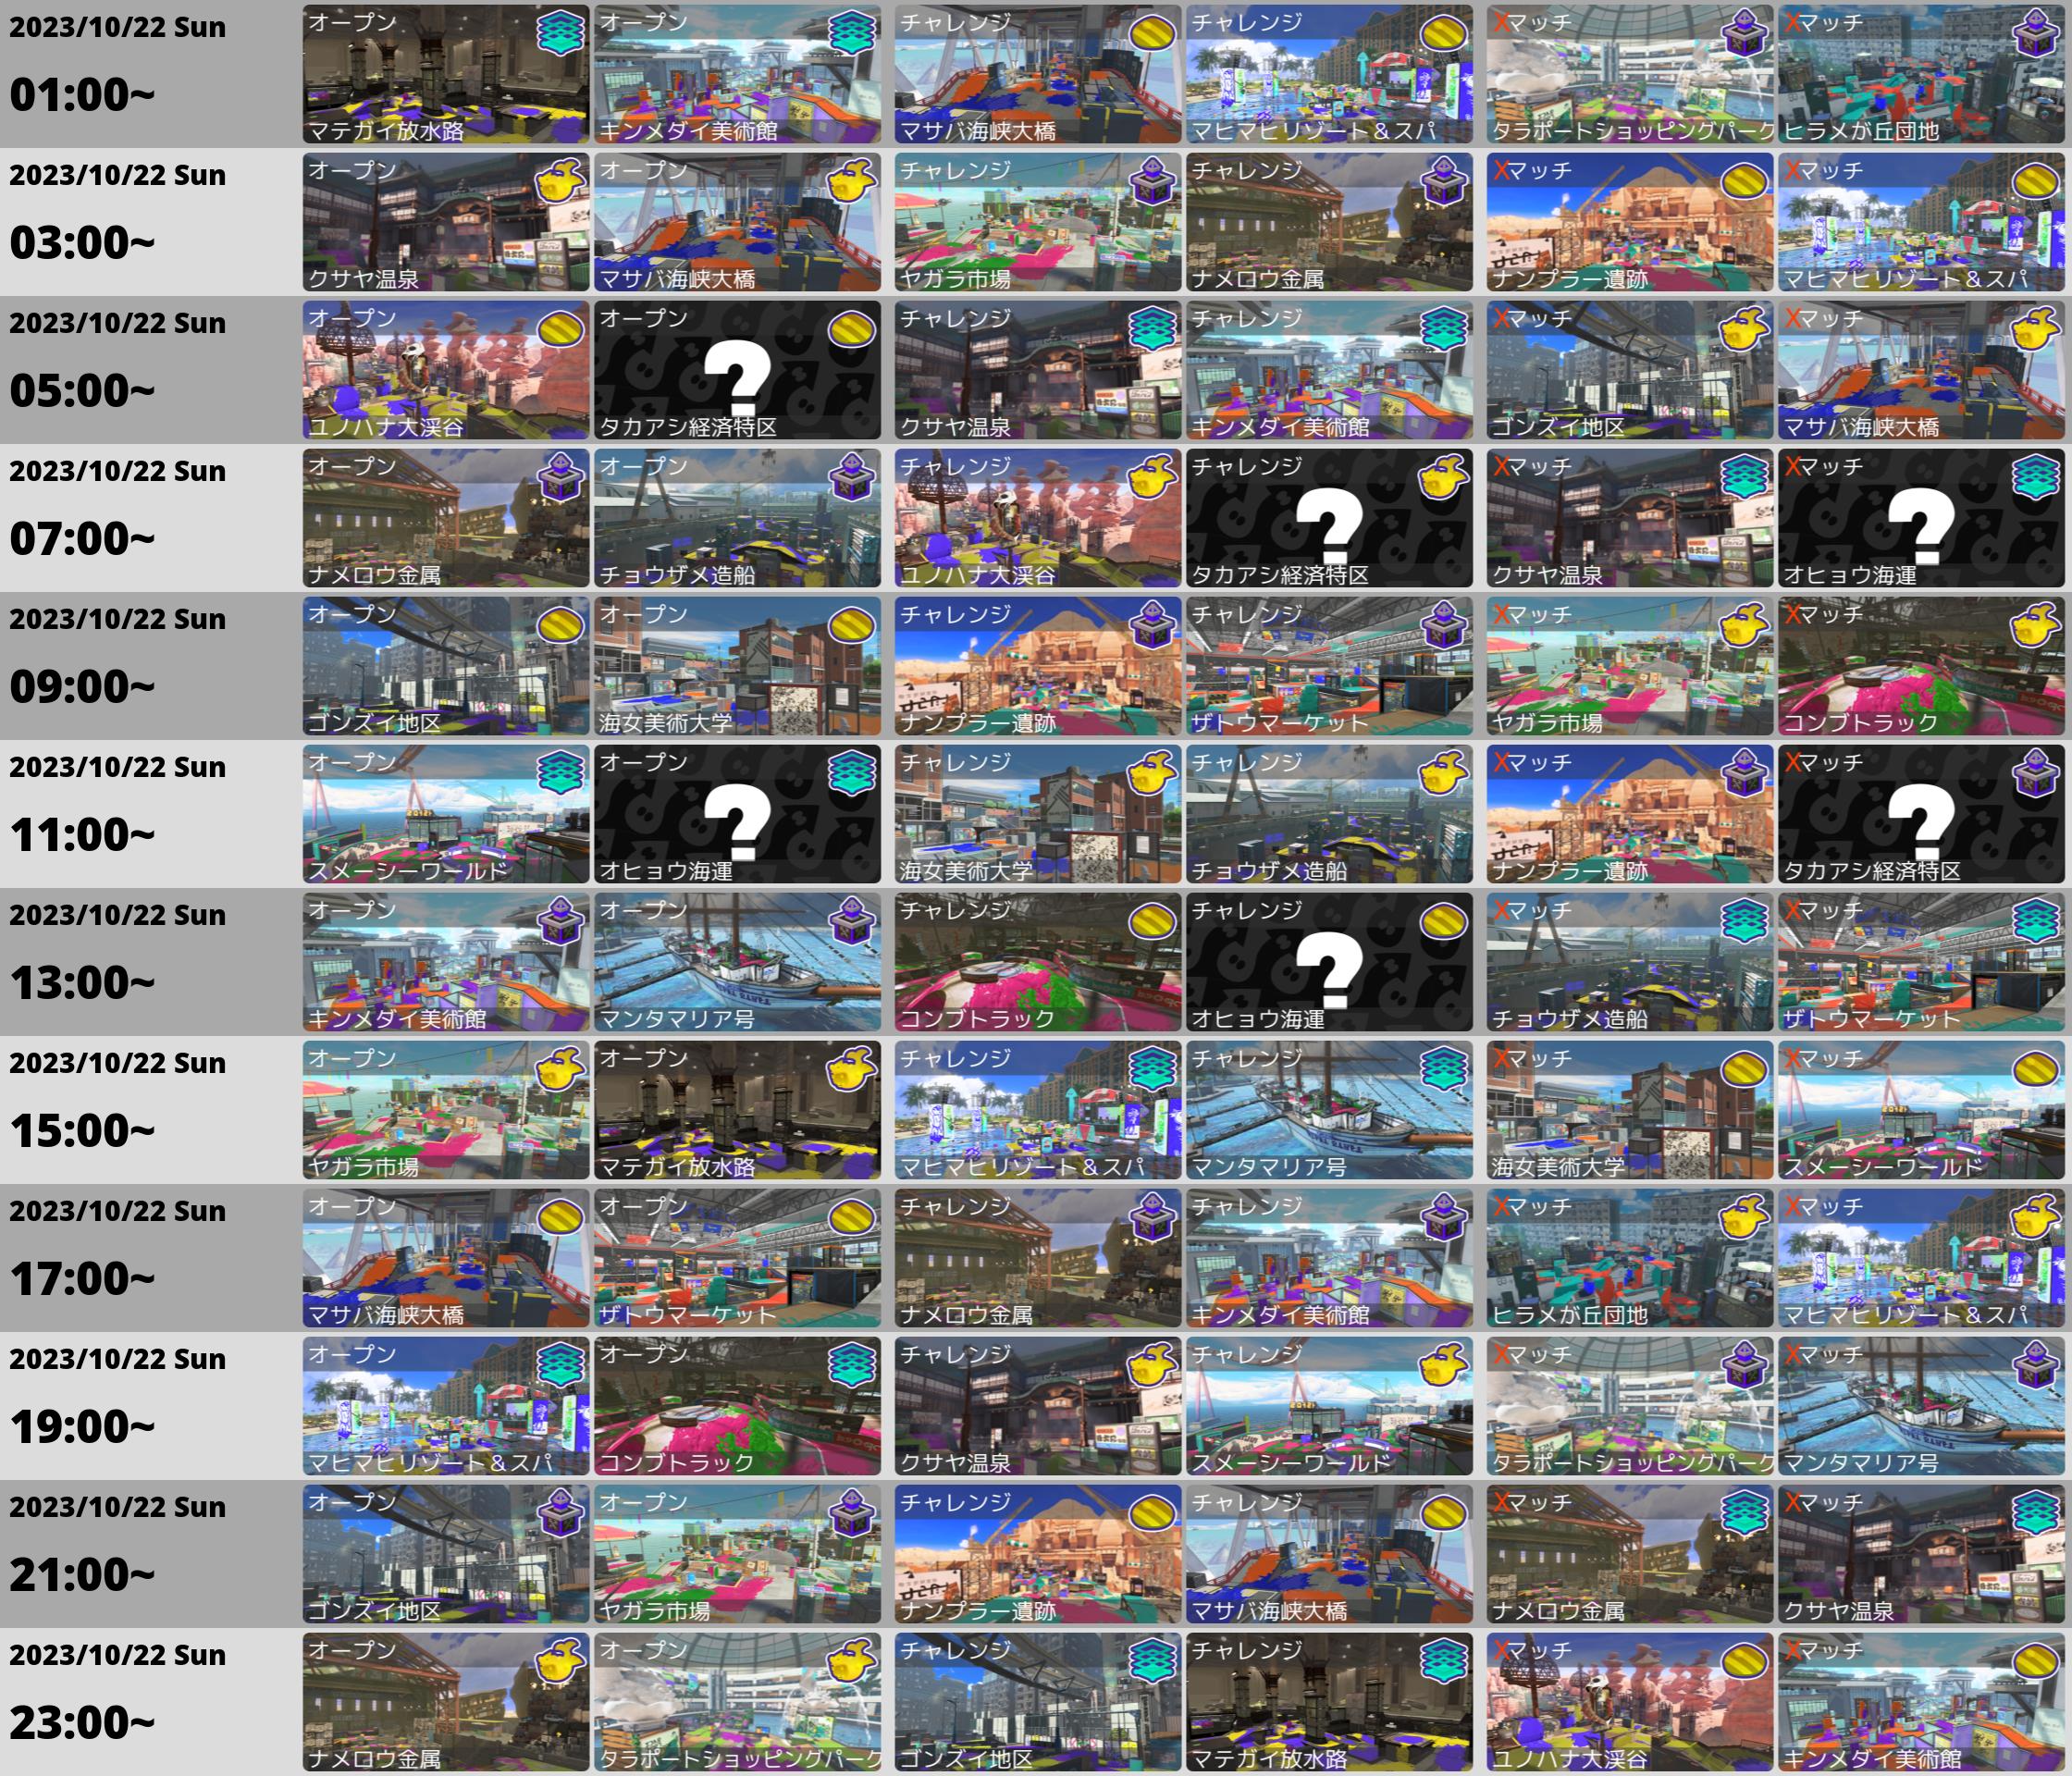 2023/10/22 Sun
01:00~
オープン
マテガイ放水路
オープン
キンメダイ美術館
チャレンジ
マサバ海峡大橋
チャレンジ
マヒマヒリゾート＆スパ
Xマッチ
タラポートショッピングパーク
Xマッチ
ヒラメが丘団地
2023/10/22 Sun
03:00~
オープン
クサヤ温泉
オープン
マサバ海峡大橋
チャレンジ
ヤガラ市場
チャレンジ
ナメロウ金属
Xマッチ
ナンプラー遺跡
Xマッチ
マヒマヒリゾート＆スパ
2023/10/22 Sun
05:00~
オープン
ユノハナ大渓谷
オープン
?
タカアシ経済特区
チャレンジ
クサヤ温泉
チャレンジ
キンメダイ美術館
Xマッチ
ゴンズイ地区
Xマッチ
マサバ海峡大橋
2023/10/22 Sun
07:00~
オープン
ナメロウ金属
オープン
チョウザメ造船
チャレンジ
ユノハナ大渓谷
チャレンジ
?
タカアシ経済特区
Xマッチ
クサヤ温泉
Xマッチ
?
オヒョウ海運
2023/10/22 Sun
09:00~
オープン
ゴンズイ地区
オープン
海女美術大学
チャレンジ
ナンプラー遺跡
チャレンジ
ザトウマーケット
Xマッチ
ヤガラ市場
Xマッチ
コンブトラック
2023/10/22 Sun
11:00~
オープン
スメーシーワールド
オープン
?
オヒョウ海運
チャレンジ
海女美術大学
チャレンジ
チョウザメ造船
Xマッチ
ナンプラー遺跡
Xマッチ
?
タカアシ経済特区
2023/10/22 Sun
13:00~
オープン
キンメダイ美術館
オープン
マンタマリア号
チャレンジ
コンブトラック
チャレンジ
?
オヒョウ海運
Xマッチ
チョウザメ造船
Xマッチ
ザトウマーケット
2023/10/22 Sun
15:00~
オープン
ヤガラ市場
オープン
マテガイ放水路
チャレンジ
マヒマヒリゾート＆スパ
チャレンジ
マンタマリア号
Xマッチ
海女美術大学
Xマッチ
スメーシーワールド
2023/10/22 Sun
17:00~
オープン
マサバ海峡大橋
オープン
ザトウマーケット
チャレンジ
ナメロウ金属
チャレンジ
キンメダイ美術館
Xマッチ
ヒラメが丘団地
Xマッチ
マヒマヒリゾート＆スパ
2023/10/22 Sun
19:00~
オープン
マヒマヒリゾート＆スパ
オープン
コンブトラック
チャレンジ
クサヤ温泉
チャレンジ
スメーシーワールド
Xマッチ
タラポートショッピングパーク
Xマッチ
マンタマリア号
2023/10/22 Sun
21:00~
オープン
ゴンズイ地区
オープン
ヤガラ市場
チャレンジ
ナンプラー遺跡
チャレンジ
マサバ海峡大橋
Xマッチ
ナメロウ金属
Xマッチ
クサヤ温泉
2023/10/22 Sun
23:00~
オープン
ナメロウ金属
オープン
タラポートショッピングパーク
チャレンジ
ゴンズイ地区
チャレンジ
マテガイ放水路
Xマッチ
ユノハナ大渓谷
Xマッチ
キンメダイ美術館